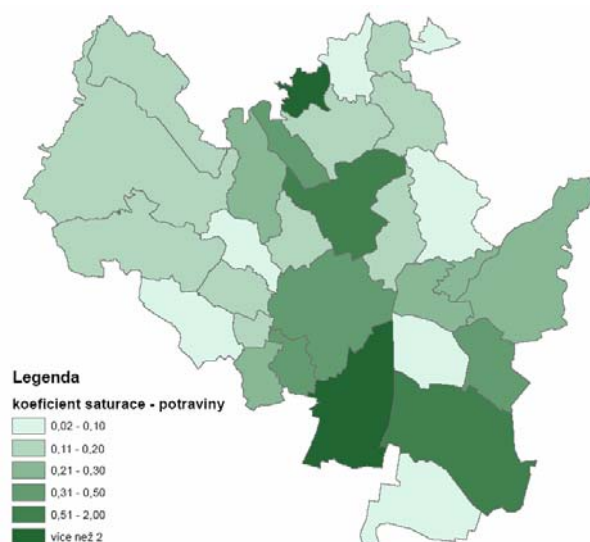 Legenda
koeficient saturace - potraviny
0,02 - 0,10
0,11 - 0,20
0,21 - 0,30
0,31 - 0,50
0,51 - 2,00
více než 2